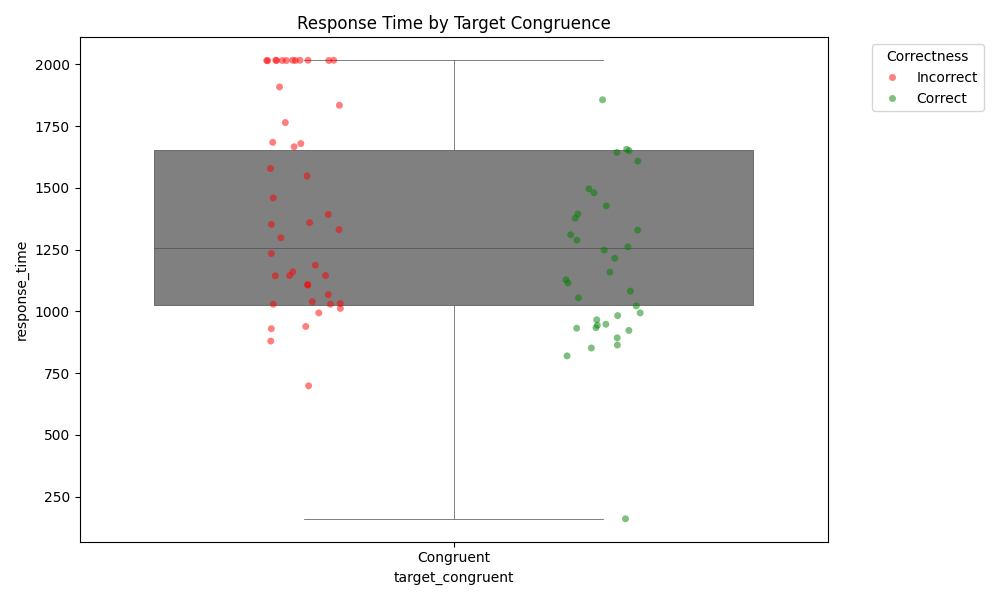 Response Time by Target Congruence
Correctness
Incorrect
Correct
response_time
2000
1750
1500
1250
1000
750
500
250
Congruent
target_congruent